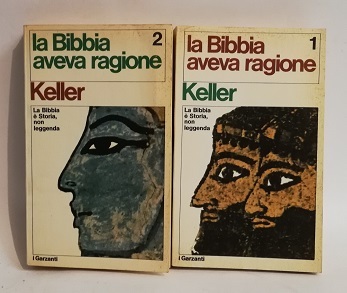 2
la Bibbia
aveva ragione
Keller
La Bibbia
è Storia,
non
leggenda
i Garzanti
1
la Bibbia
aveva ragione
Keller
La Bibbia
è Storia,
non
leggenda
i Garzanti